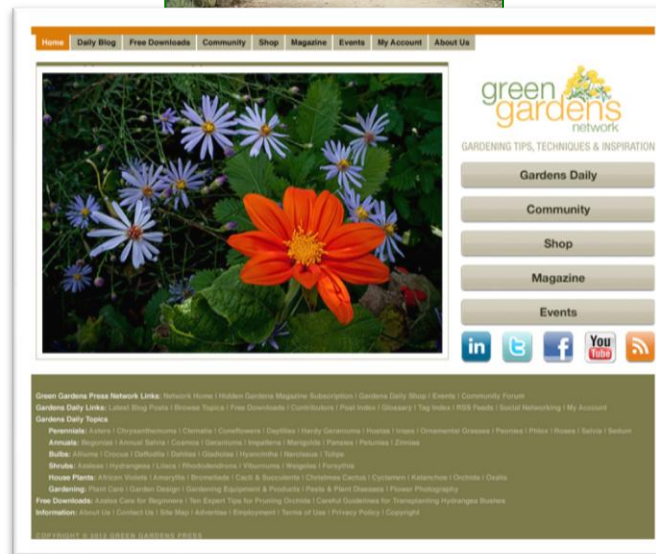 Home Daily Blog Free Downloads Community Shop Magazine Events My Account About Us
green
gardens
network
GARDENING TIPS, TECHNIQUES & INSPIRATION
Gardens Daily
Community
Shop
Magazine
Events
in
You
Tube
Green Gardens Press Network Links: Network Home | Holden Gardens Magazine Subscription | Gardens Daily Shop | Events | Community Forum
Gardens Daily Links: Latest Blog Posts | Browse Topics | Free Downloads | Contributors | Post Index | Glossary | Tag Index | RSS Feeds | Social Networking | My Account
Gardens Daily Topics
Perennials: Asters | Chrysanthemums | Clematis | Coneflowers | Daylilies | Hardy Geraniums | Hostas | Irises | Ornamental Grasses | Peonies | Phlox | Roses | Salvia | Sedum
Annuals: Begonias | Annual Salvia | Cosmos | Geraniums | Impatiens | Marigolds | Pansies | Petunias | Zinnias
Bulbs: Alliums | Crocus | Daffodils | Dahlias | Gladiolas | Hyacinths | Narcissus | Tulips
Shrubs: Azaleas | Hydrangeas | Lilacs | Rhododendrons | Viburnums | Weigelas | Forsythia
House Plants: African Violets | Amaryllis | Bromeliads | Cacti & Succulents | Christmas Cactus | Cyclamen | Kalanchoe | Orchids | Oxalis
Gardening: Plant Care | Garden Design | Gardening Equipment & Products | Pests & Plant Diseases | Flower Photography
Free Downloads: Azalea Care for Beginners | Ten Expert Tips for Pruning Orchids | Careful Guidelines for Transplanting Hydrangea Bushes
Information: About Us | Contact Us | Site Map | Advertise | Employment | Terms of Use | Privacy Policy | Copyright
COPYRIGHT © 2012 GREEN GARDENS PRESS